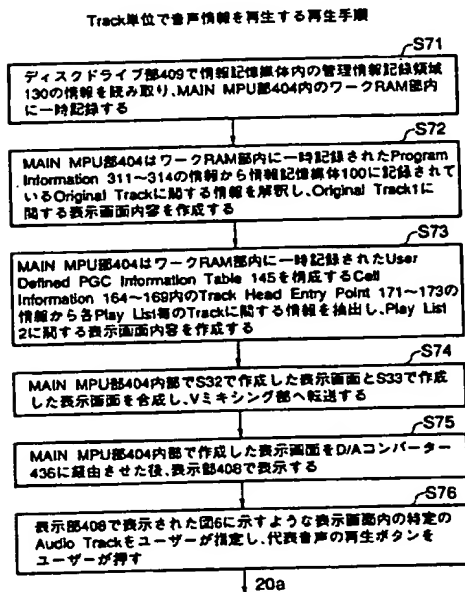 Track単位で音声情報を再生する再生手順
S71
ディスクドライブ部409で情報記憶媒体内の管理情報記録領域
130の情報を読み取り、MAIN MPU部404内のワークRAM部内
に一時記録する
S72
MAIN MPU部404はワークRAM部内に一時記録されたProgram
Information 311〜314の情報から情報記憶媒体100に記録されて
いるOriginal Trackに関する情報を解釈し、Original Track1に
関する表示画面内容を作成する
S73
MAIN MPU部404はワークRAM部内に一時記録されたUser
Defined PGC Information Table 145を構成するCell
Information 164〜169内のTrack Head Entry Point 171〜173の
情報から各Play List毎のTrackに関する情報を抽出し、Play List
2に関する表示画面内容を作成する
S74
MAIN MPU部404内部でS32で作成した表示画面とS33で作
成した表示画面を合成し、Vミキシング部へ転送する
S75
MAIN MPU部404内部で作成した表示画面をD/Aコンバーター
436に経由させた後、表示部408で表示する
S76
表示部408で表示された図6に示すような表示画面内の特定の
Audio Trackをユーザーが指定し、代表音声の再生ボタンを
ユーザーが押す
20a